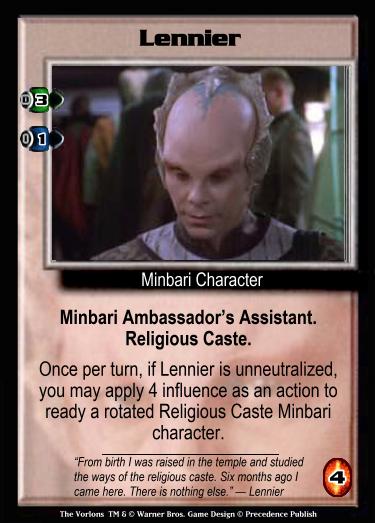 Lennier
3
1
Minbari Character
Minbari Ambassador's Assistant.
Religious Caste.
Once per turn, if Lennier is unneutralized,
you may apply 4 influence as an action to
ready a rotated Religious Caste Minbari
character.
"From birth I was raised in the temple and studied
the ways of the religious caste. Six months ago I
came here. There is nothing else." — Lennier
4
The Vorlons TM & © Warner Bros. Game Design © Precedence Publish